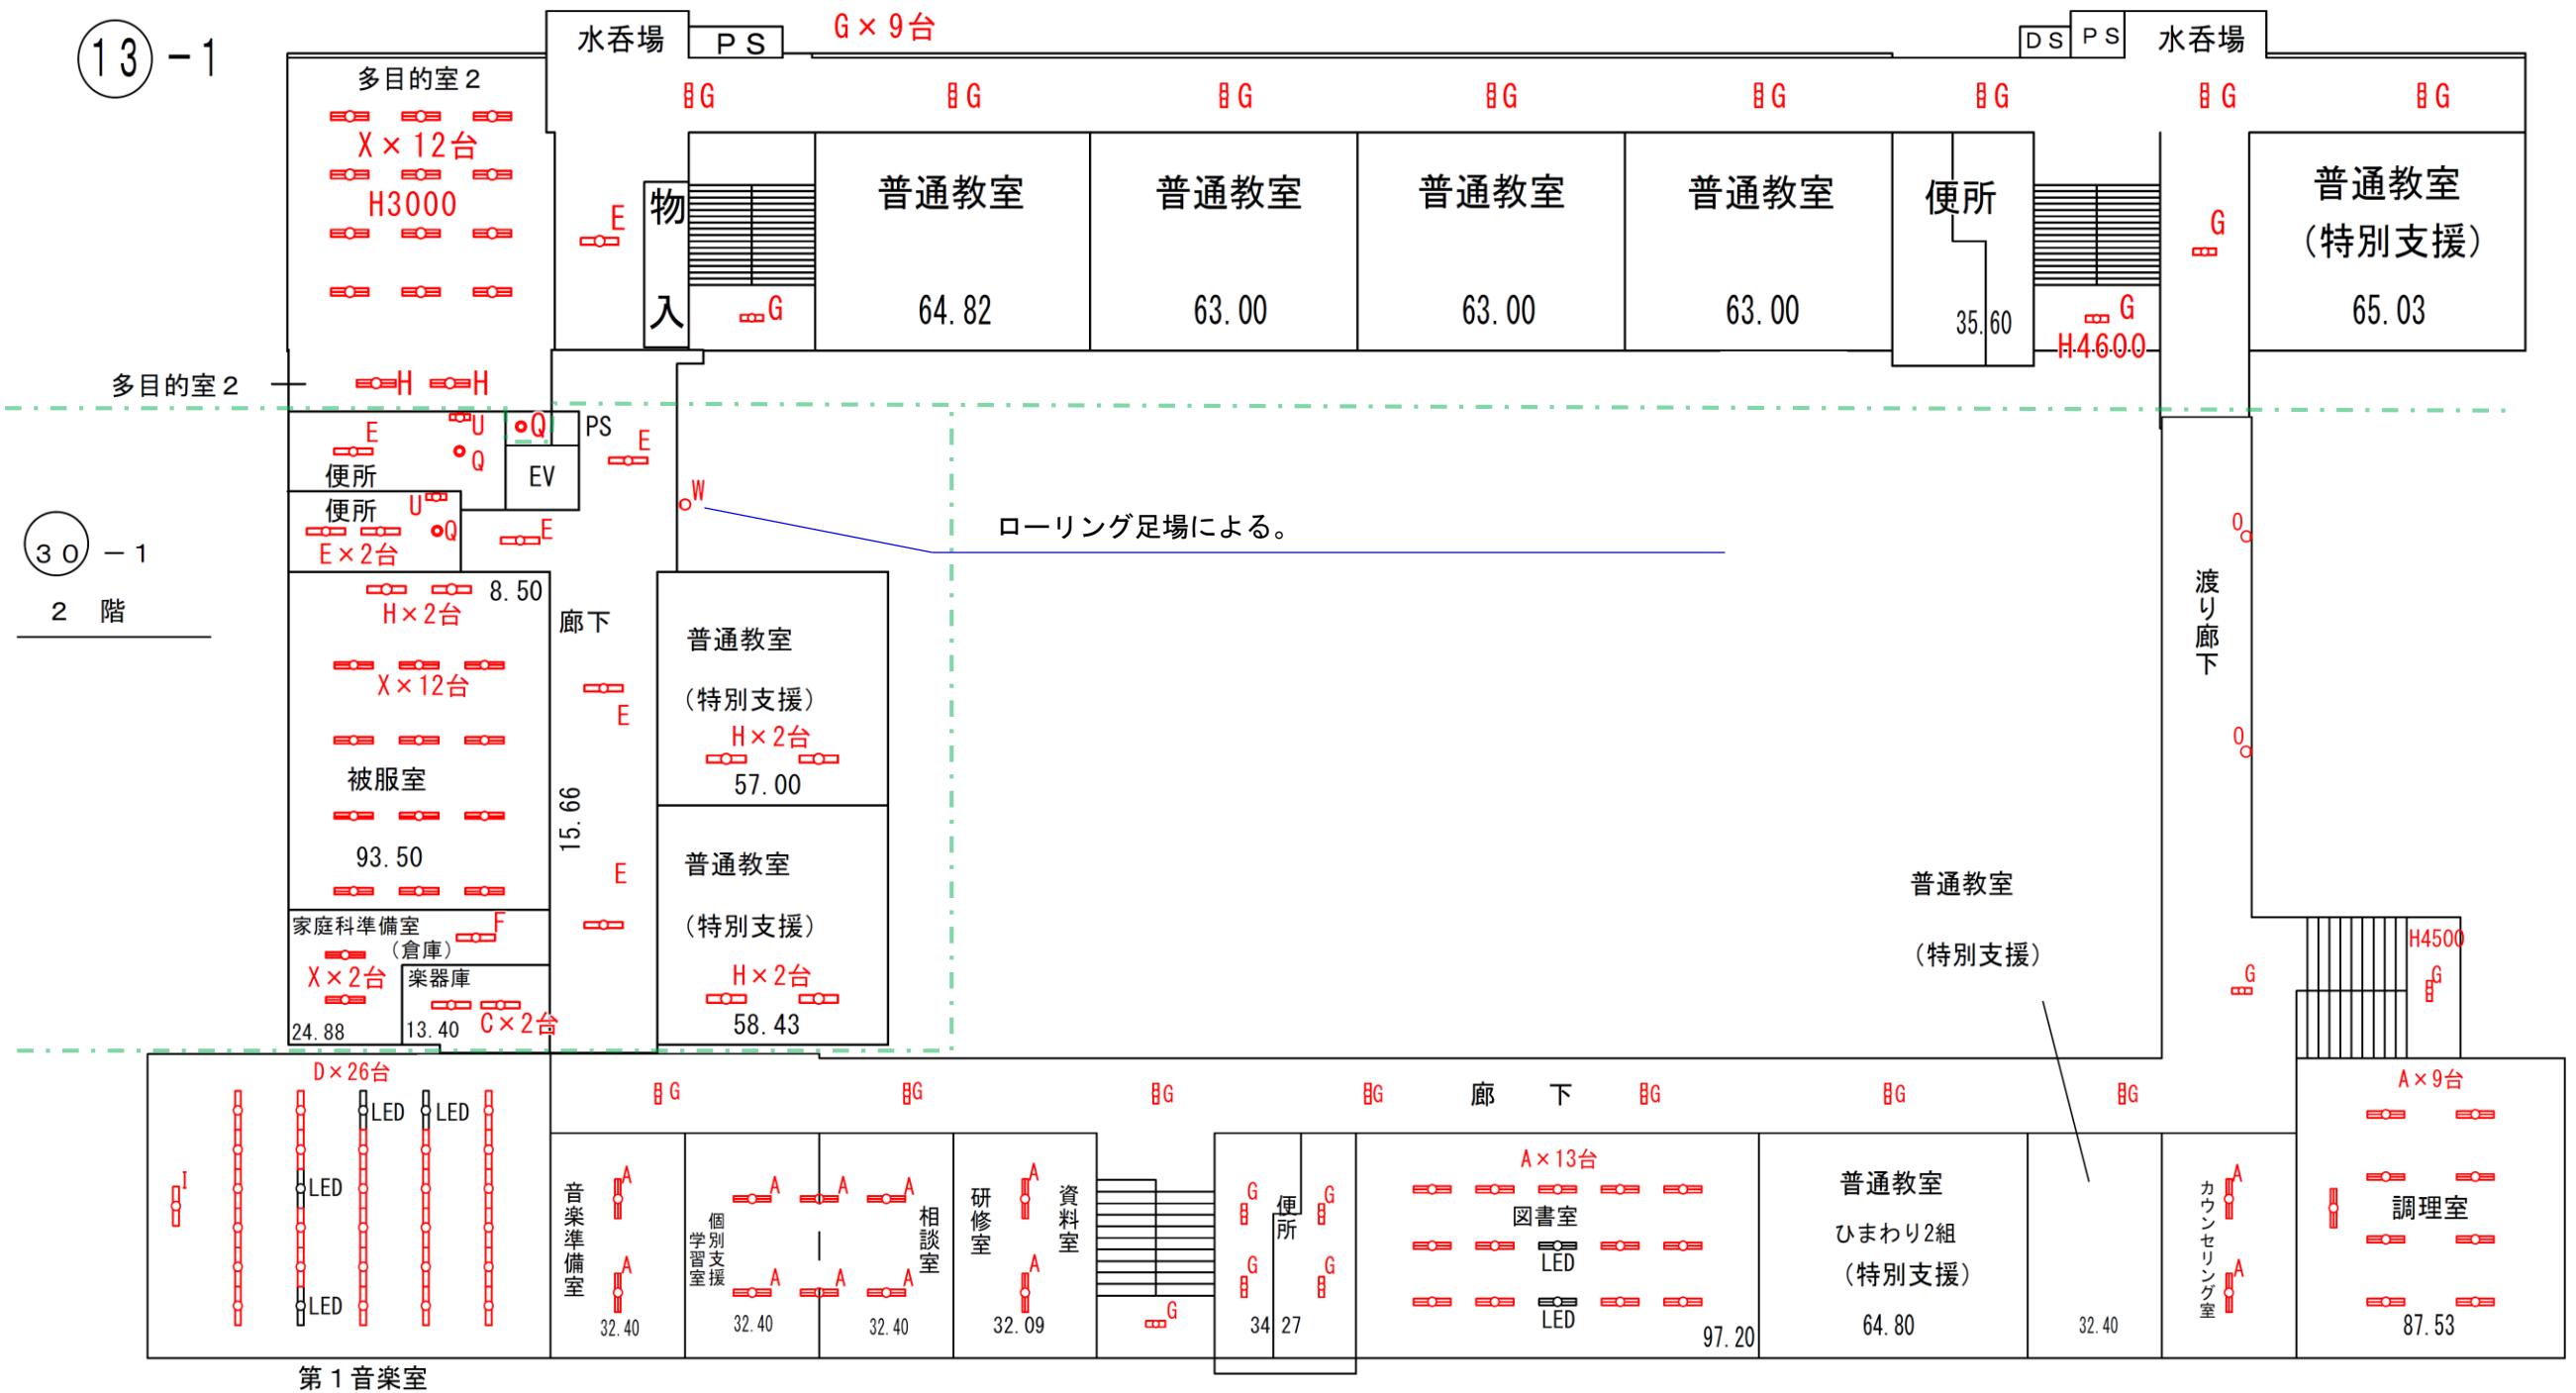 13－1
水呑場
ＰＳ
G×9台
ＤＳ
ＰＳ
水呑場
多目的室２
G
G
G
G
G
G
G
G
X×12台
H3000
E
物入
G
普通教室
64.82
普通教室
63.00
普通教室
63.00
普通教室
63.00
便所
35.60
G
H4600
G
普通教室
（特別支援）
65.03
多目的室２
H
H
E
U
Q
便所
Q
PS
EV
E
W
ローリング足場による。
便所
U
Q
E×2台
E
３０－１
２　階
H×2台
8.50
X×12台
被服室
93.50
廊下
E
15.66
E
普通教室
（特別支援）
H×2台
57.00
普通教室
（特別支援）
H×2台
58.43
O
渡り廊下
O
普通教室
（特別支援）
H4500
G
G
家庭科準備室
（倉庫）
F
X×2台
24.88
楽器庫
C×2台
13.40
D×26台
LED
LED
LED
LED
I
第１音楽室
G
G
G
G
廊　下
G
G
G
音楽準備室
A
A
32.40
個別支援
学習室
A
A
A
A
32.40
相談室
A
A
32.40
研修室
A
A
資料室
32.09
G
便所
G
G
G
G
34.27
A×13台
図書室
LED
LED
97.20
普通教室
ひまわり2組
（特別支援）
64.80
32.40
カウンセリング室
A
A
A×9台
調理室
87.53